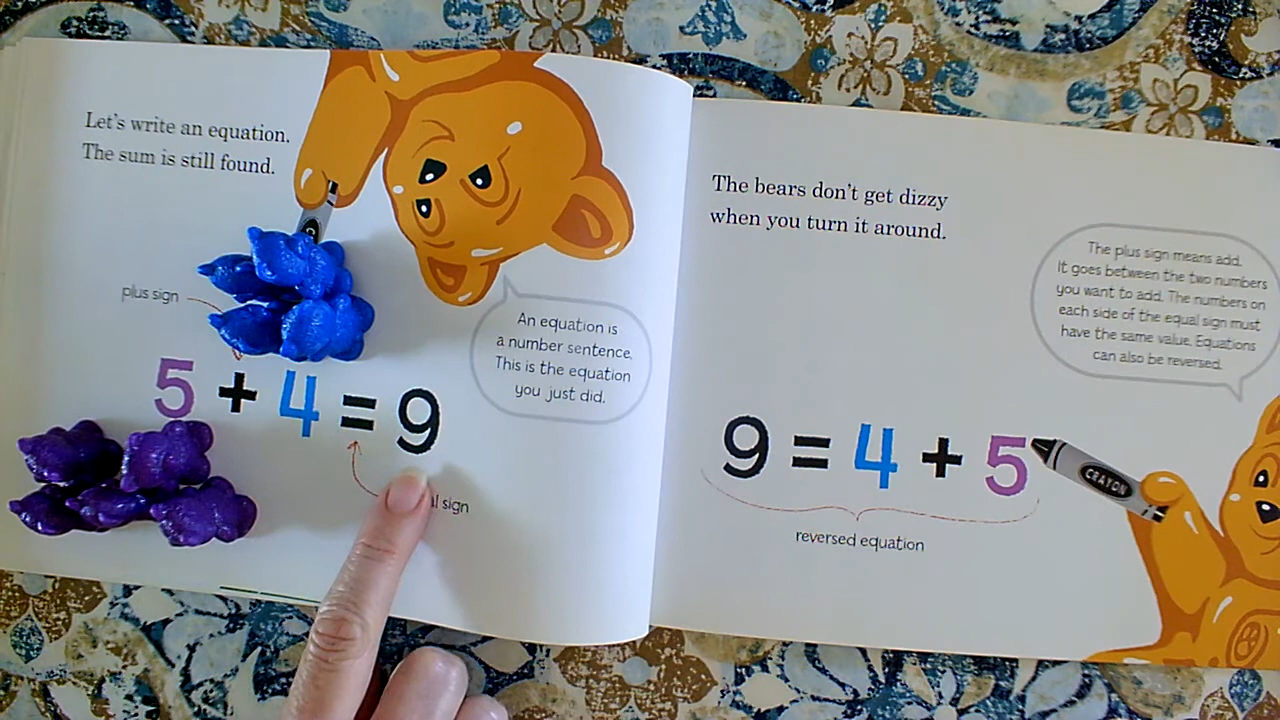 Let's write an equation.
The sum is still found.
plus sign
5 + 4 = 9
sign
An equation is
a number sentence.
This is the equation
you just did.
The bears don't get dizzy
when you turn it around.
The plus sign means add.
It goes between the two numbers
you want to add. The numbers on
each side of the equal sign must
have the same value. Equations
can also be reversed.
9 = 4 + 5
CRAYON
reversed equation